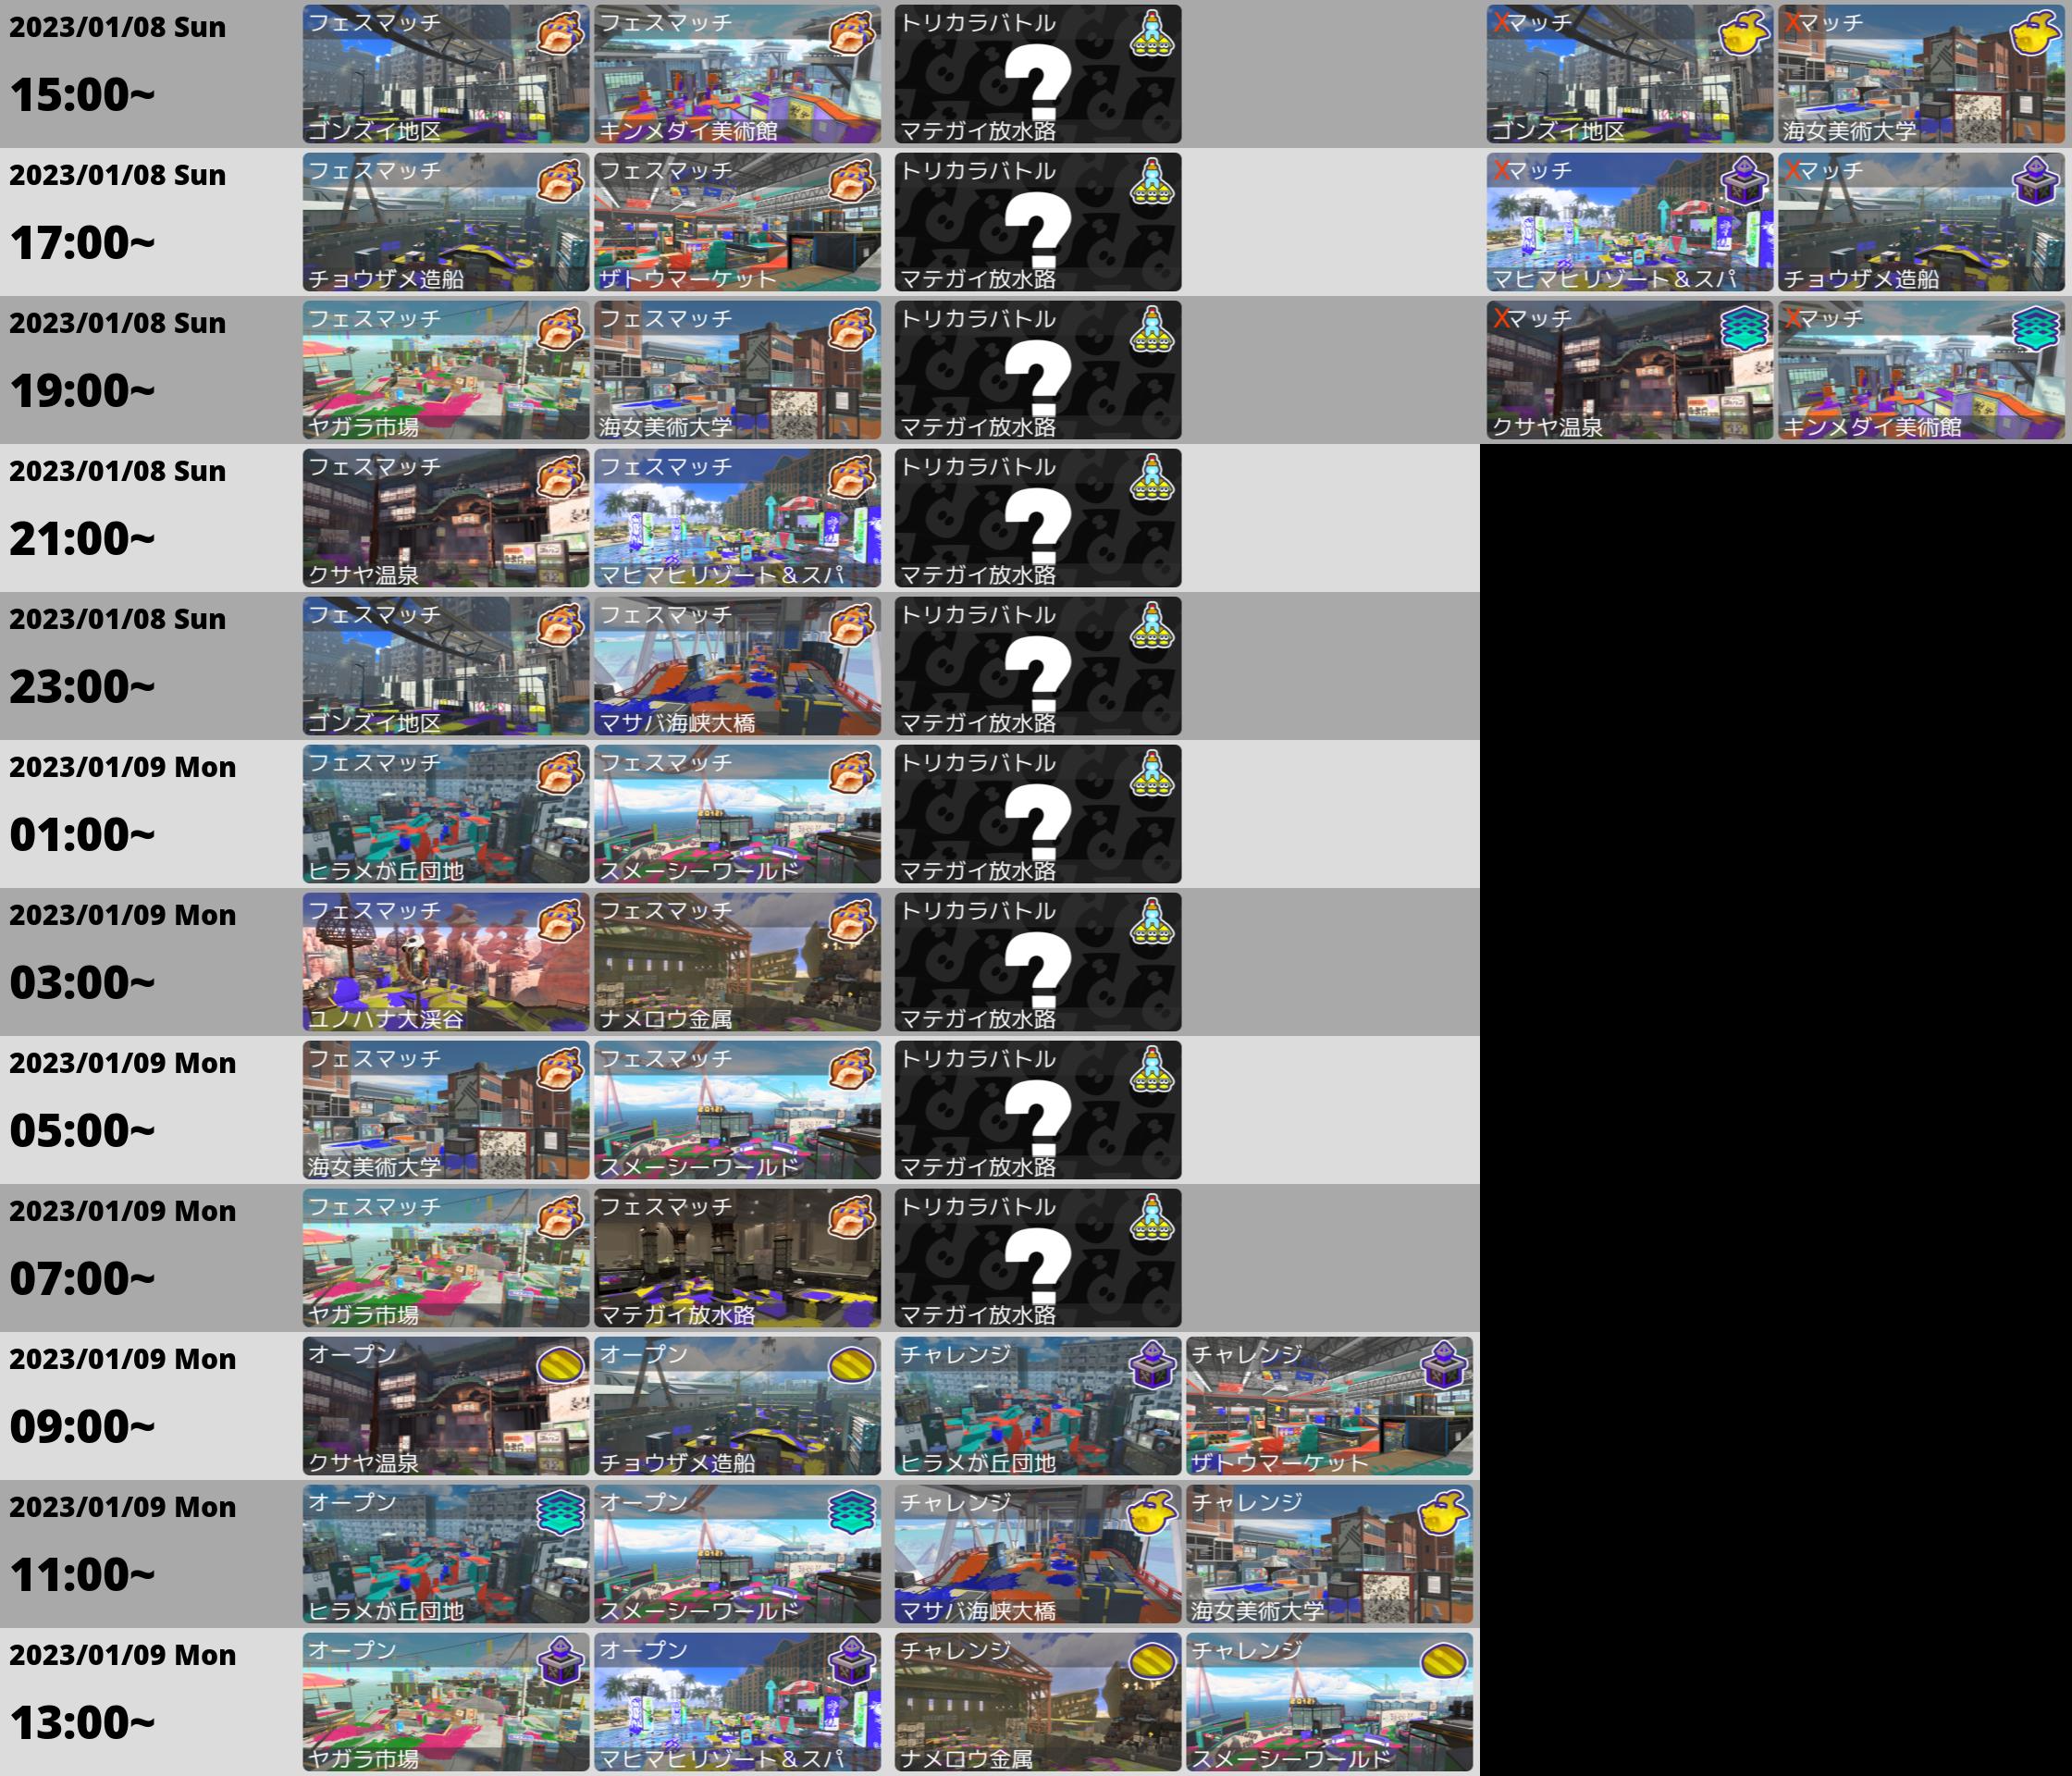 2023/01/08 Sun
15:00~
フェスマッチ
ゴンズイ地区
フェスマッチ
キンメダイ美術館
トリカラバトル
?
マテガイ放水路
Xマッチ
ゴンズイ地区
Xマッチ
海女美術大学
2023/01/08 Sun
17:00~
フェスマッチ
チョウザメ造船
フェスマッチ
ザトウマーケット
トリカラバトル
?
マテガイ放水路
Xマッチ
マヒマヒリゾート＆スパ
Xマッチ
チョウザメ造船
2023/01/08 Sun
19:00~
フェスマッチ
ヤガラ市場
フェスマッチ
海女美術大学
トリカラバトル
?
マテガイ放水路
Xマッチ
クサヤ温泉
Xマッチ
キンメダイ美術館
2023/01/08 Sun
21:00~
フェスマッチ
クサヤ温泉
フェスマッチ
マヒマヒリゾート＆スパ
トリカラバトル
?
マテガイ放水路
2023/01/08 Sun
23:00~
フェスマッチ
ゴンズイ地区
フェスマッチ
マサバ海峡大橋
トリカラバトル
?
マテガイ放水路
2023/01/09 Mon
01:00~
フェスマッチ
ヒラメが丘団地
フェスマッチ
スメーシーワールド
トリカラバトル
?
マテガイ放水路
2023/01/09 Mon
03:00~
フェスマッチ
ユノハナ大渓谷
フェスマッチ
ナメロウ金属
トリカラバトル
?
マテガイ放水路
2023/01/09 Mon
05:00~
フェスマッチ
海女美術大学
フェスマッチ
スメーシーワールド
トリカラバトル
?
マテガイ放水路
2023/01/09 Mon
07:00~
フェスマッチ
ヤガラ市場
フェスマッチ
マテガイ放水路
トリカラバトル
?
マテガイ放水路
2023/01/09 Mon
09:00~
オープン
クサヤ温泉
オープン
チョウザメ造船
チャレンジ
ヒラメが丘団地
チャレンジ
ザトウマーケット
2023/01/09 Mon
11:00~
オープン
ヒラメが丘団地
オープン
スメーシーワールド
チャレンジ
マサバ海峡大橋
チャレンジ
海女美術大学
2023/01/09 Mon
13:00~
オープン
ヤガラ市場
オープン
マヒマヒリゾート＆スパ
チャレンジ
ナメロウ金属
チャレンジ
スメーシーワールド